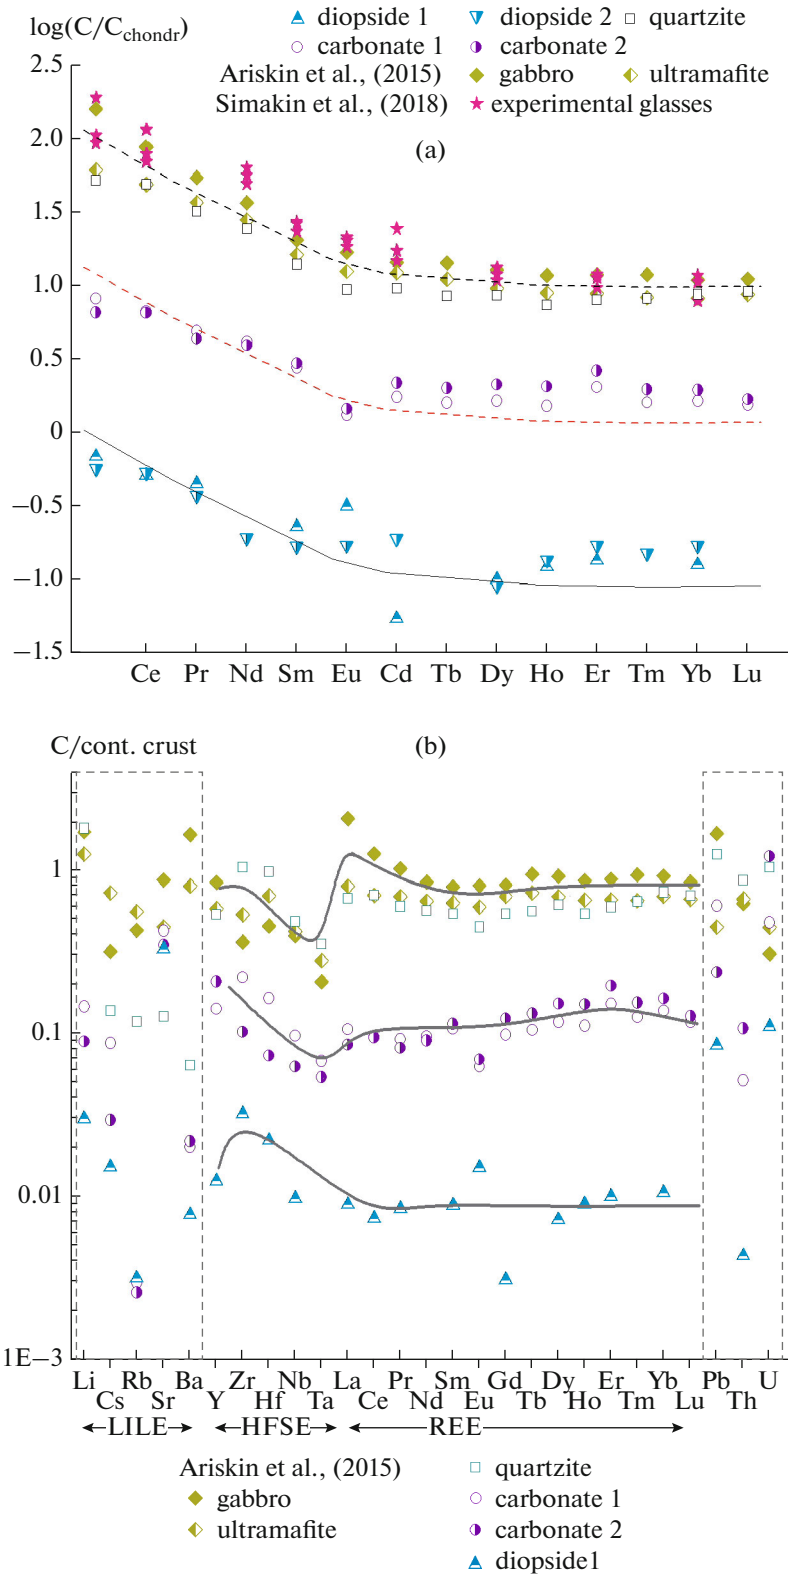 log(C/Cchondr)
diopside 1 diopside 2 quartzite
carbonate 1 carbonate 2
Ariskin et al., (2015) gabbro ultramafite
Simakin et al., (2018) experimental glasses
(a)
2.5
2.0
1.5
1.0
0.5
0
−0.5
−1.0
−1.5
Ce Pr Nd Sm Eu Cd Tb Dy Ho Er Tm Yb Lu
C/cont. crust (b)
1
0.1
0.01
1E−3
Li Rb Ba Zr Nb La Pr Sm Gd Dy Er Yb Pb U
Cs Sr Y Hf Ta Ce Nd Eu Tb Ho Tm Lu Th
LILE HFSE REE
Ariskin et al., (2015) quartzite
gabbro carbonate 1
ultramafite carbonate 2
diopside1